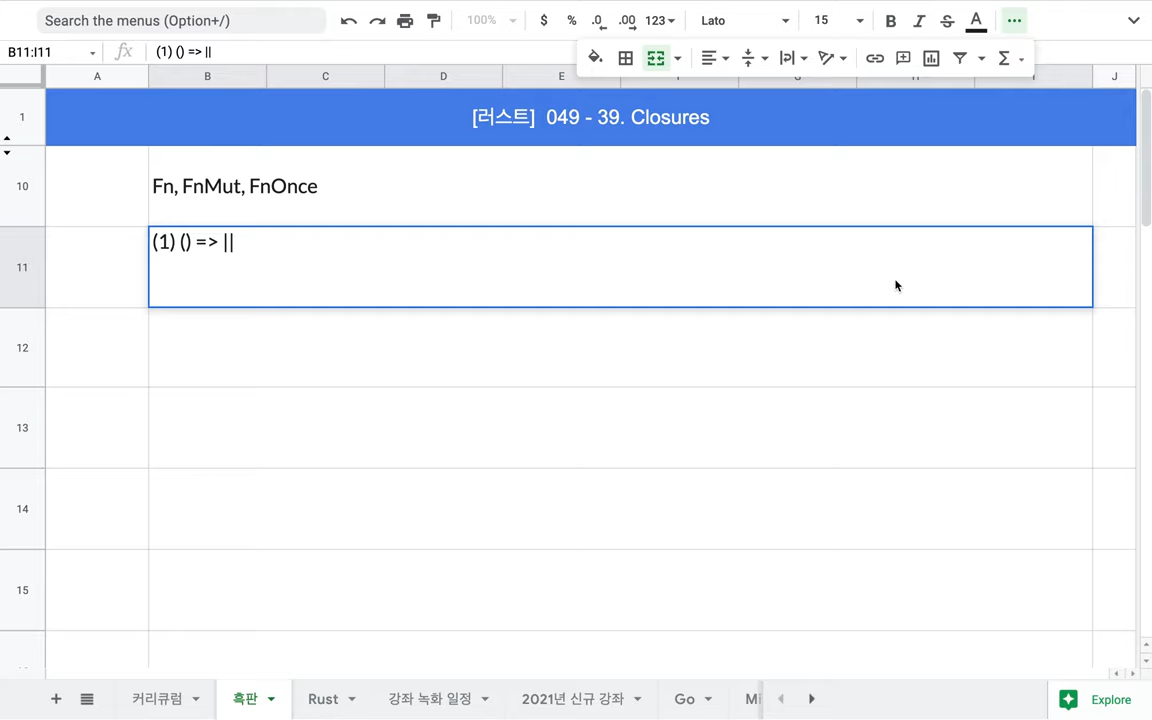 Search the menus (Option+/)
100%
$ % .0 .00 123
Lato
15
B I S A
B11:I11
fx (1) () => ||
Σ
A B C D E J
1
[러스트] 049 - 39. Closures
10
Fn, FnMut, FnOnce
11
(1) () => ||
12
13
14
15
커리큘럼 흑판 Rust 강좌 녹화 일정 2021년 신규 강좌 Go
Explore